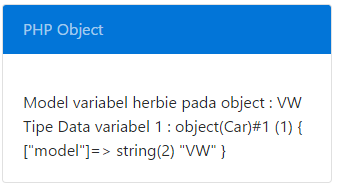 PHP Object
Model variabel herbie pada object : VW
Tipe Data variabel 1 : object(Car)#1 (1) {
["model"]=> string(2) "VW" }